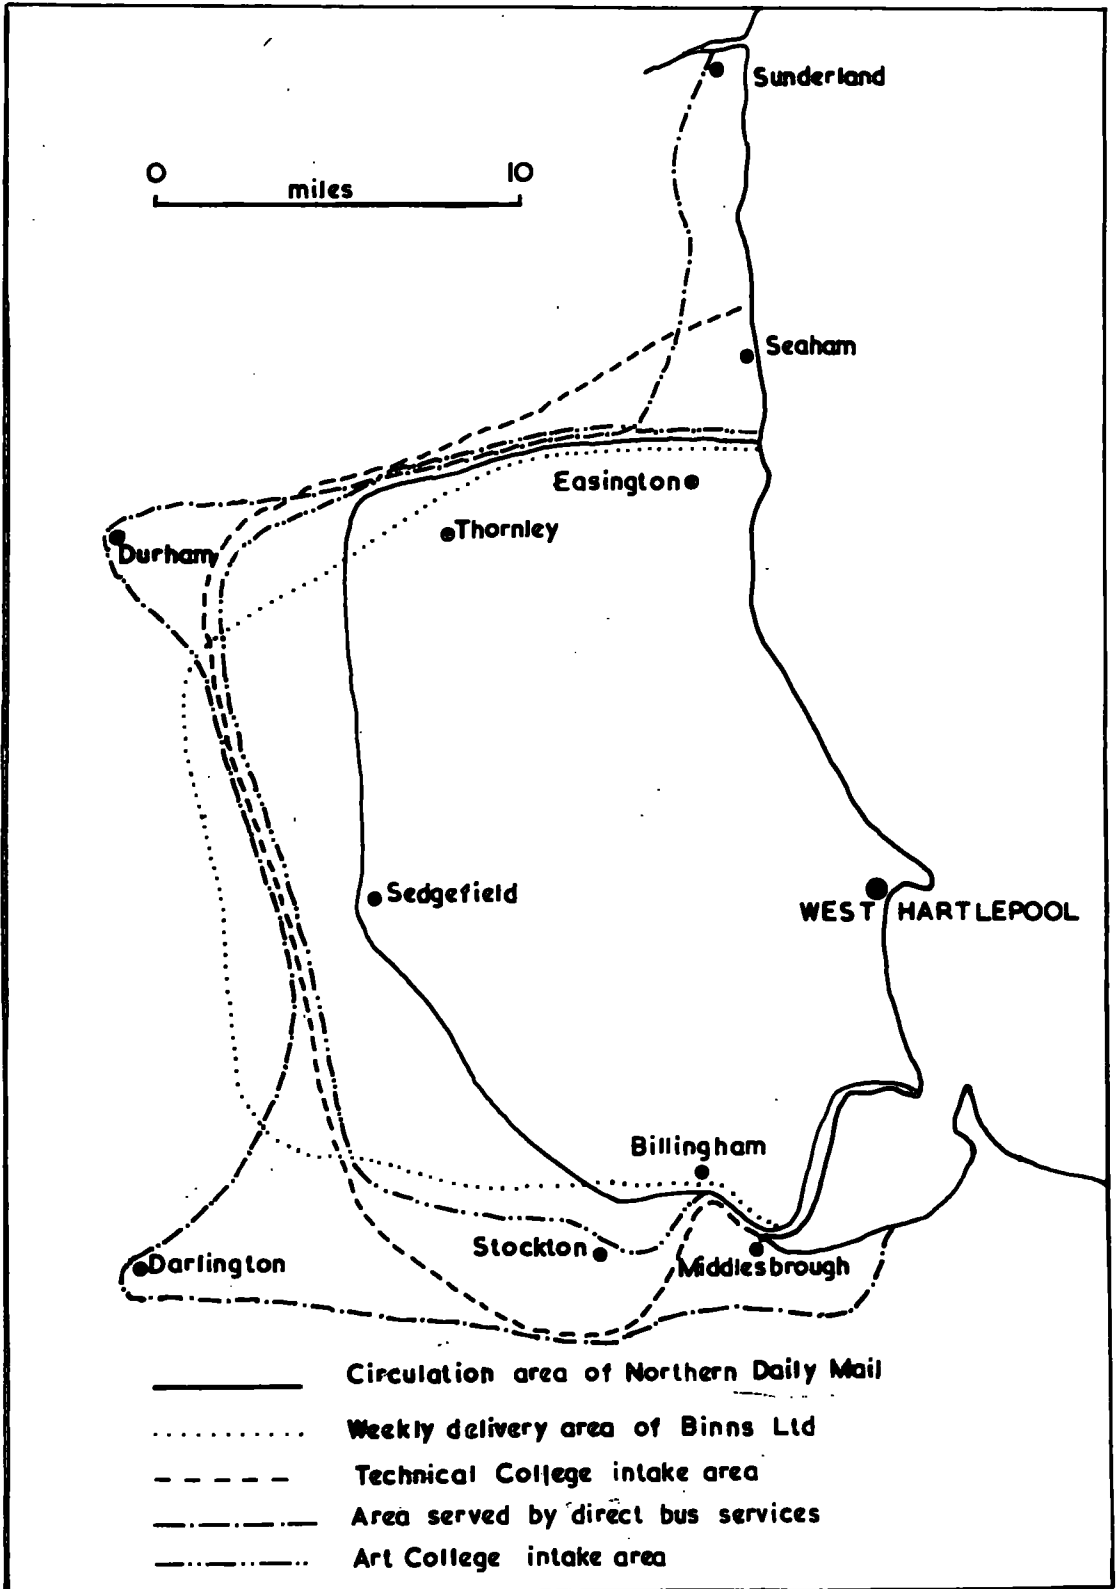 Sunderland
0 10
miles
Seaham
Easington
Thornley
Durham
Sedgefield
WEST HARTLEPOOL
Billingham
Stockton
Middlesbrough
Darlington
Circulation area of Northern Daily Mail
Weekly delivery area of Binns Ltd
Technical College intake area
Area served by direct bus services
Art College intake area